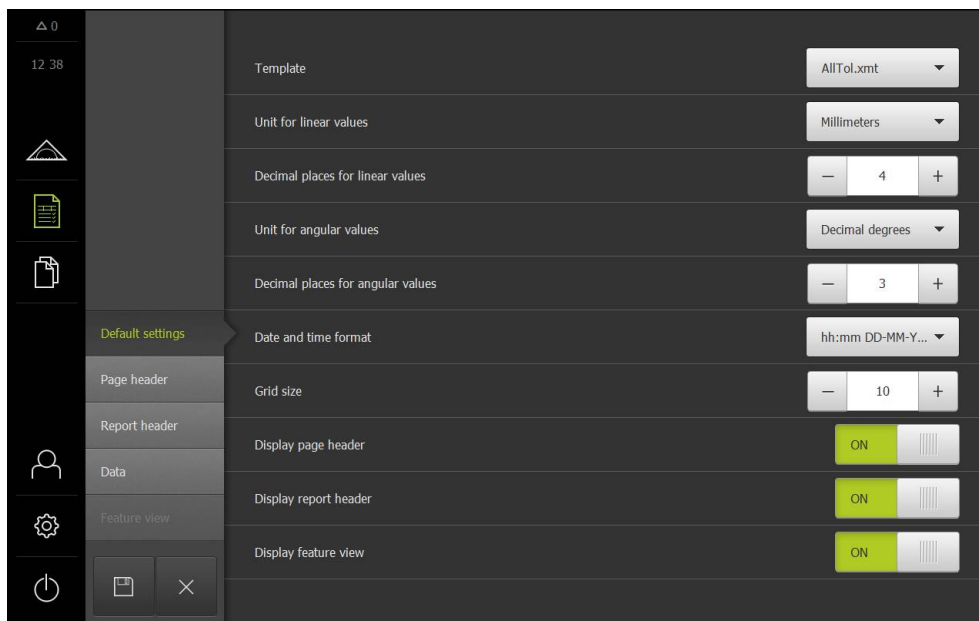 0
12 38
Template
AllTol.xmt
Unit for linear values
Millimeters
Decimal places for linear values
− 4 +
Unit for angular values
Decimal degrees
Decimal places for angular values
− 3 +
Default settings
Date and time format
hh:mm DD-MM-Y...
Page header
Grid size
− 10 +
Report header
Display page header
ON
Data
Display report header
ON
Feature view
Display feature view
ON